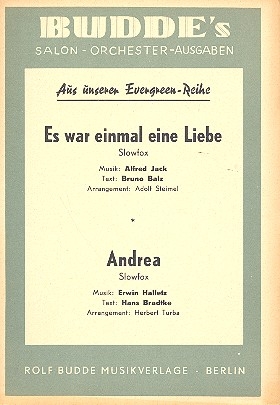 BUDDE's
SALON-ORCHESTER-AUSGABEN
Aus unserer Evergreen-Reihe
Es war einmal eine Liebe
Slowfox
Musik: Alfred Jack
Text: Bruno Balz
Arrangement: Adolf Steimel
*
Andrea
Slowfox
Musik: Erwin Halletz
Text: Hans Bradtke
Arrangement: Herbert Turba
ROLF BUDDE MUSIKVERLAGE · BERLIN